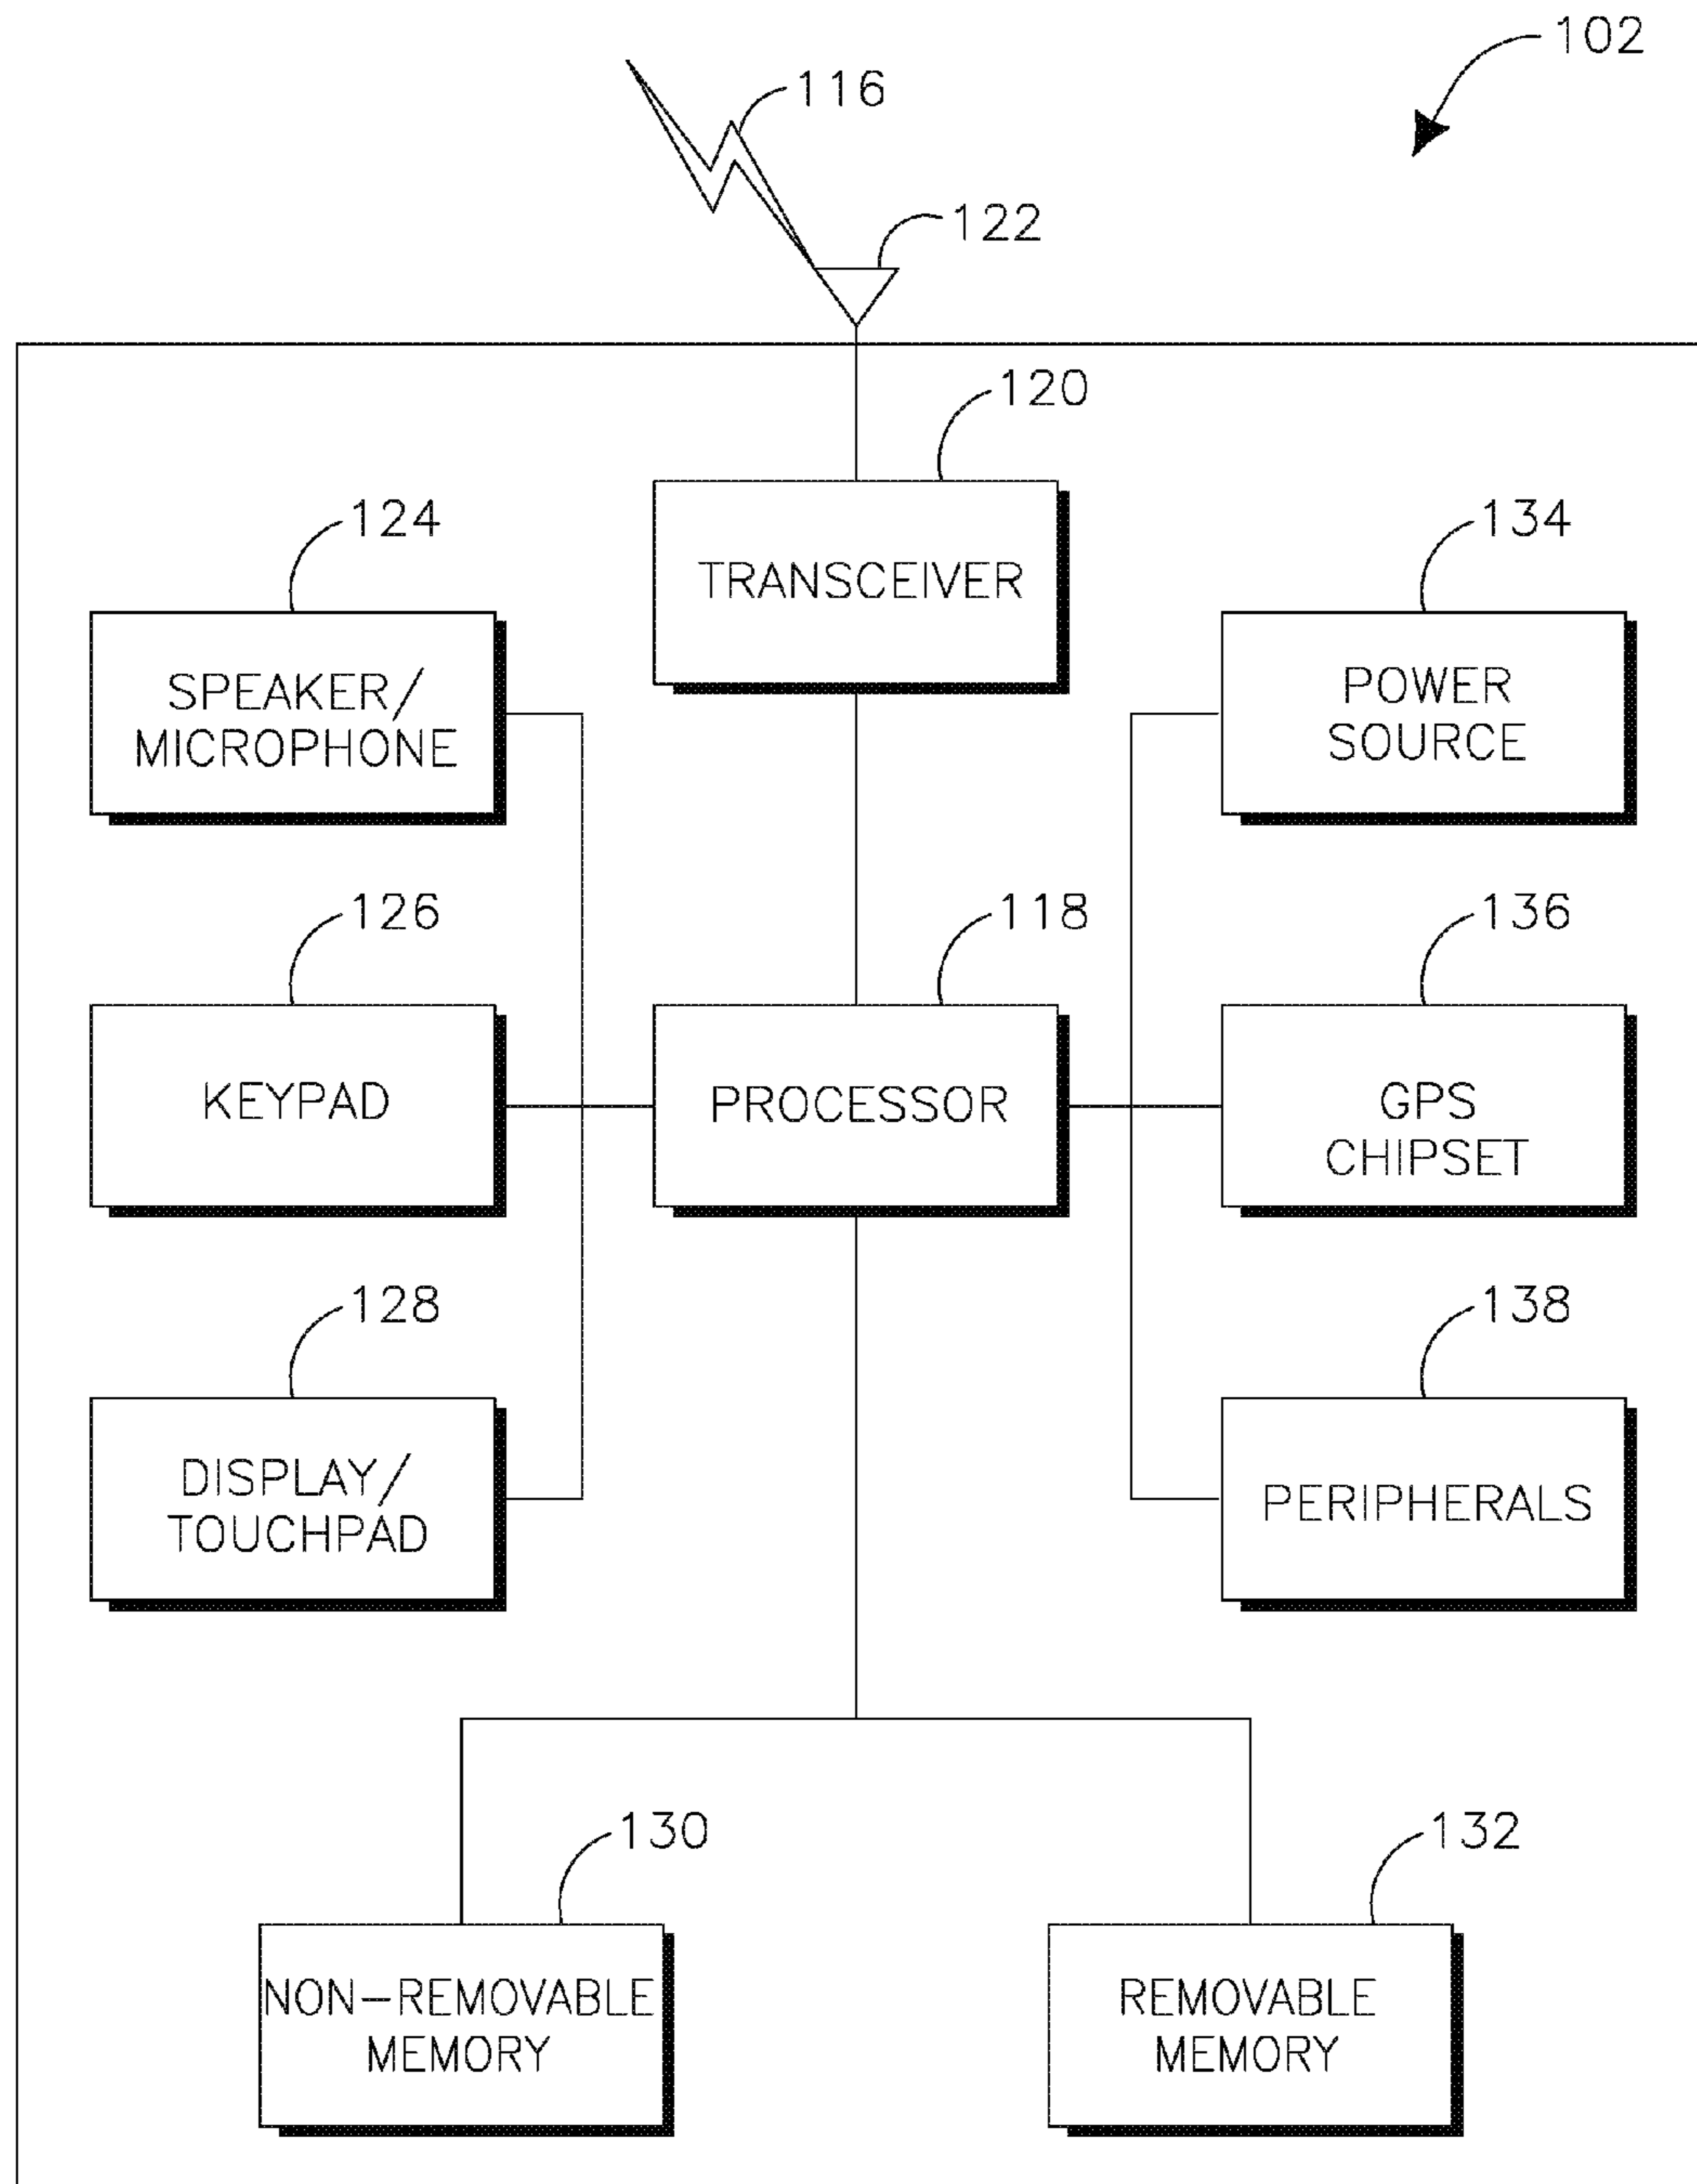 102
116
122
120
TRANSCEIVER
124
SPEAKER/
MICROPHONE
134
POWER
SOURCE
126
KEYPAD
118
PROCESSOR
136
GPS
CHIPSET
128
DISPLAY/
TOUCHPAD
138
PERIPHERALS
130
NON-REMOVABLE
MEMORY
132
REMOVABLE
MEMORY